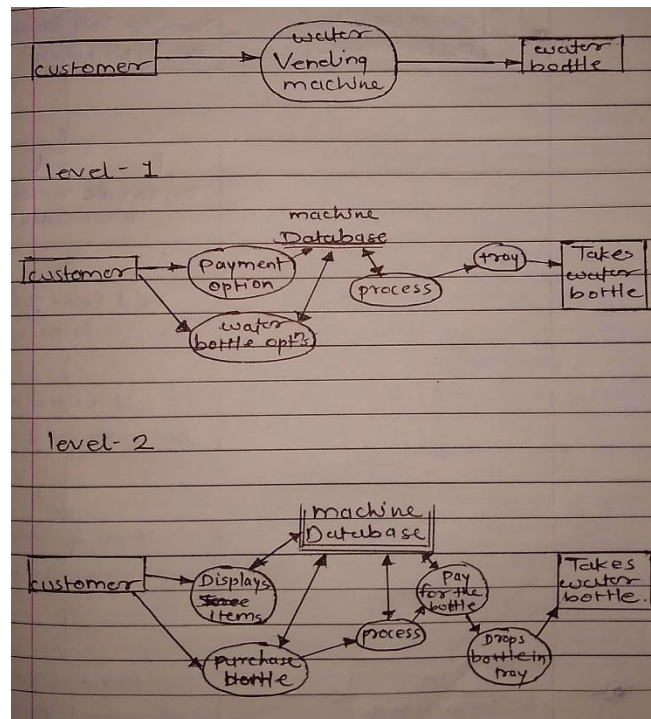 water
Vending
machine
customer
water
bottle
level - 1
machine
Database
customer
Payment
option
process
tray
Takes
water
bottle
water
bottle optns
level - 2
machine
Database
customer
Displays
items
Pay
for the
bottle
Takes
water
bottle.
process
purchase
bottle
Drops
bottle in
tray